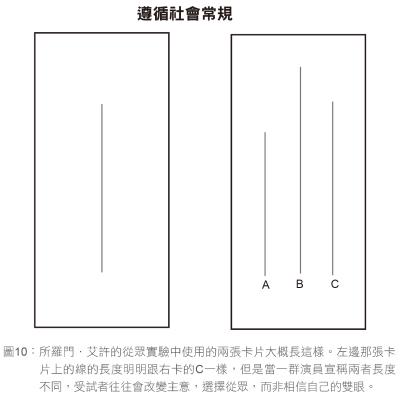 遵循社會常規
A
B
C
圖10：所羅門．艾許的從眾實驗中使用的兩張卡片大概長這樣。左邊那張卡
片上的線的長度明明跟右卡的C一樣，但是當一群演員宣稱兩者長度
不同，受試者往往會改變主意，選擇從眾，而非相信自己的雙眼。